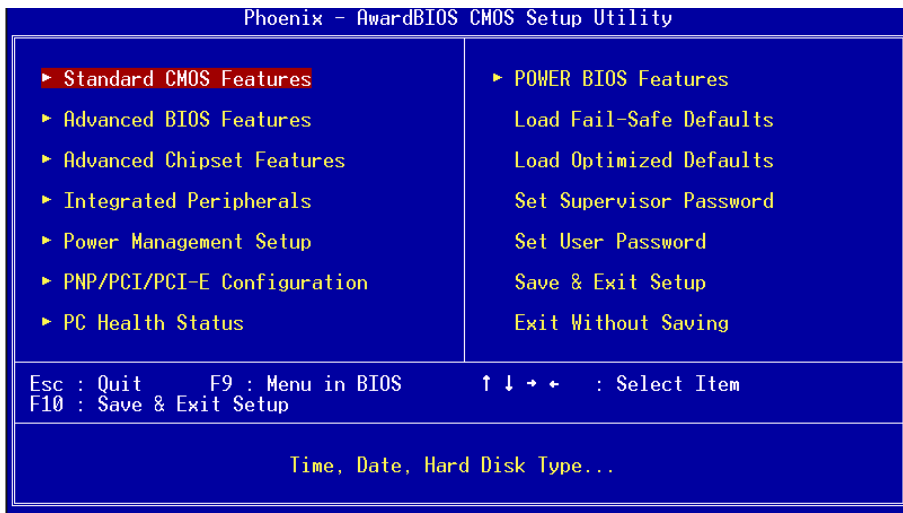 Phoenix - AwardBIOS CMOS Setup Utility
► Standard CMOS Features
► Advanced BIOS Features
► Advanced Chipset Features
► Integrated Peripherals
► Power Management Setup
► PNP/PCI/PCI-E Configuration
► PC Health Status
► POWER BIOS Features
Load Fail-Safe Defaults
Load Optimized Defaults
Set Supervisor Password
Set User Password
Save & Exit Setup
Exit Without Saving
Esc : Quit F9 : Menu in BIOS ↑ ↓ → ← : Select Item
F10 : Save & Exit Setup
Time, Date, Hard Disk Type...